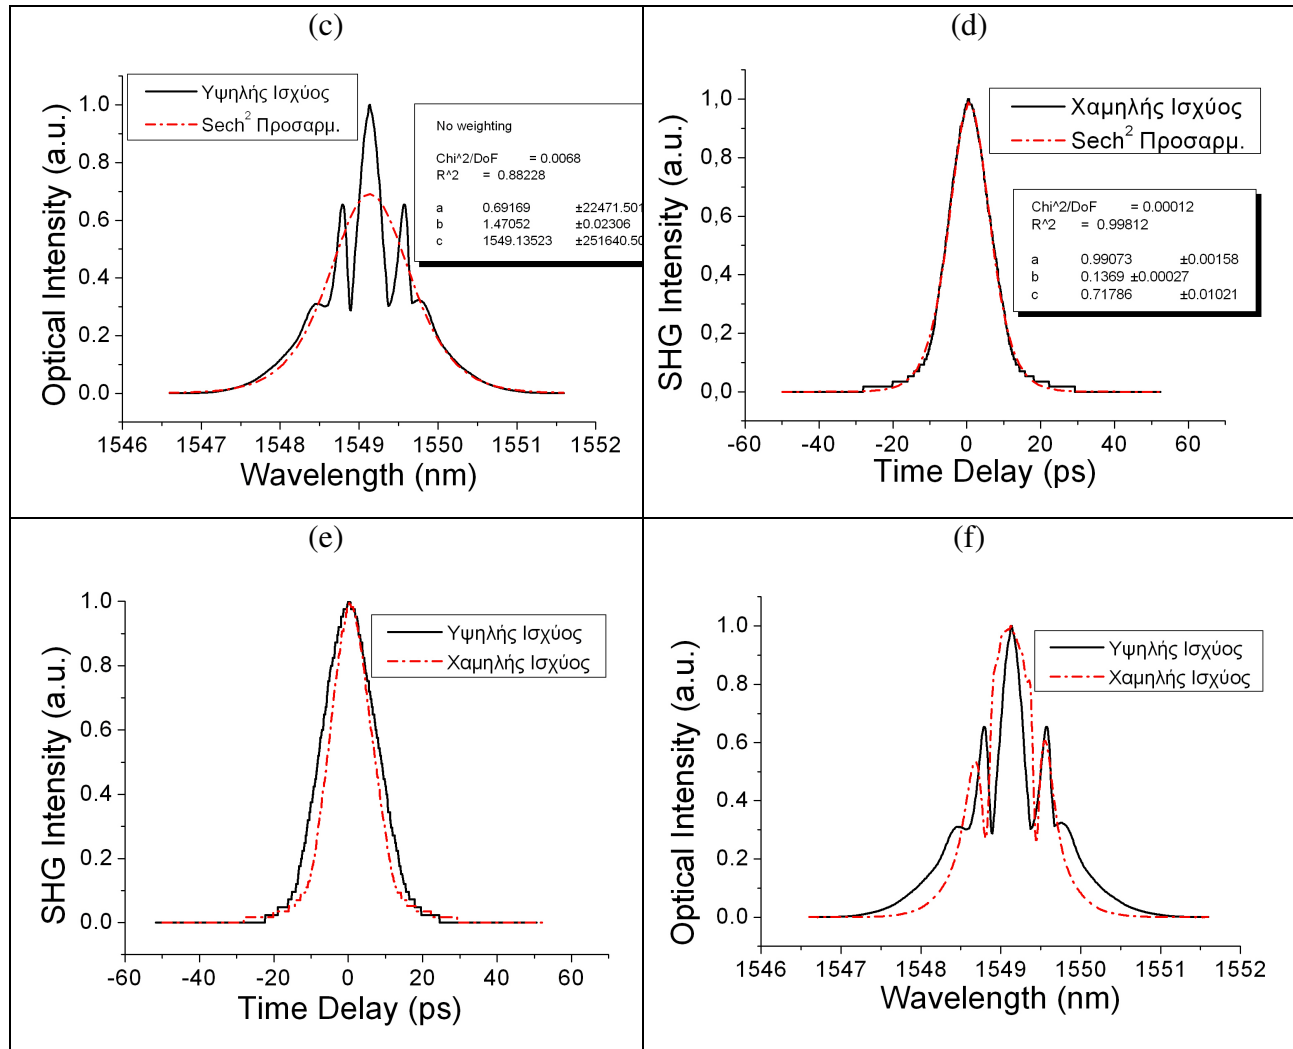 (c)
Υψηλής Ισχύος
Sech² Προσαρμ.
No weighting
Chi^2/DoF = 0.0068
R^2 = 0.88228
a 0.69169 ±22471.501
b 1.47052 ±0.02306
c 1549.13523 ±251640.50
1.0
0.8
0.6
0.4
0.2
0.0
1546 1547 1548 1549 1550 1551 1552
Optical Intensity (a.u.)
Wavelength (nm)
(d)
Χαμηλής Ισχύος
Sech² Προσαρμ.
Chi^2/DoF = 0.00012
R^2 = 0.99812
a 0.99073 ±0.00158
b 0.1369 ±0.00027
c 0.71786 ±0.01021
1,0
0,8
0,6
0,4
0,2
0,0
-60 -40 -20 0 20 40 60
SHG Intensity (a.u.)
Time Delay (ps)
(e)
Υψηλής Ισχύος
Χαμηλής Ισχύος
1.0
0.8
0.6
0.4
0.2
0.0
-60 -40 -20 0 20 40 60
SHG Intensity (a.u.)
Time Delay (ps)
(f)
Υψηλής Ισχύος
Χαμηλής Ισχύος
1.0
0.8
0.6
0.4
0.2
0.0
1546 1547 1548 1549 1550 1551 1552
Optical Intensity (a.u.)
Wavelength (nm)